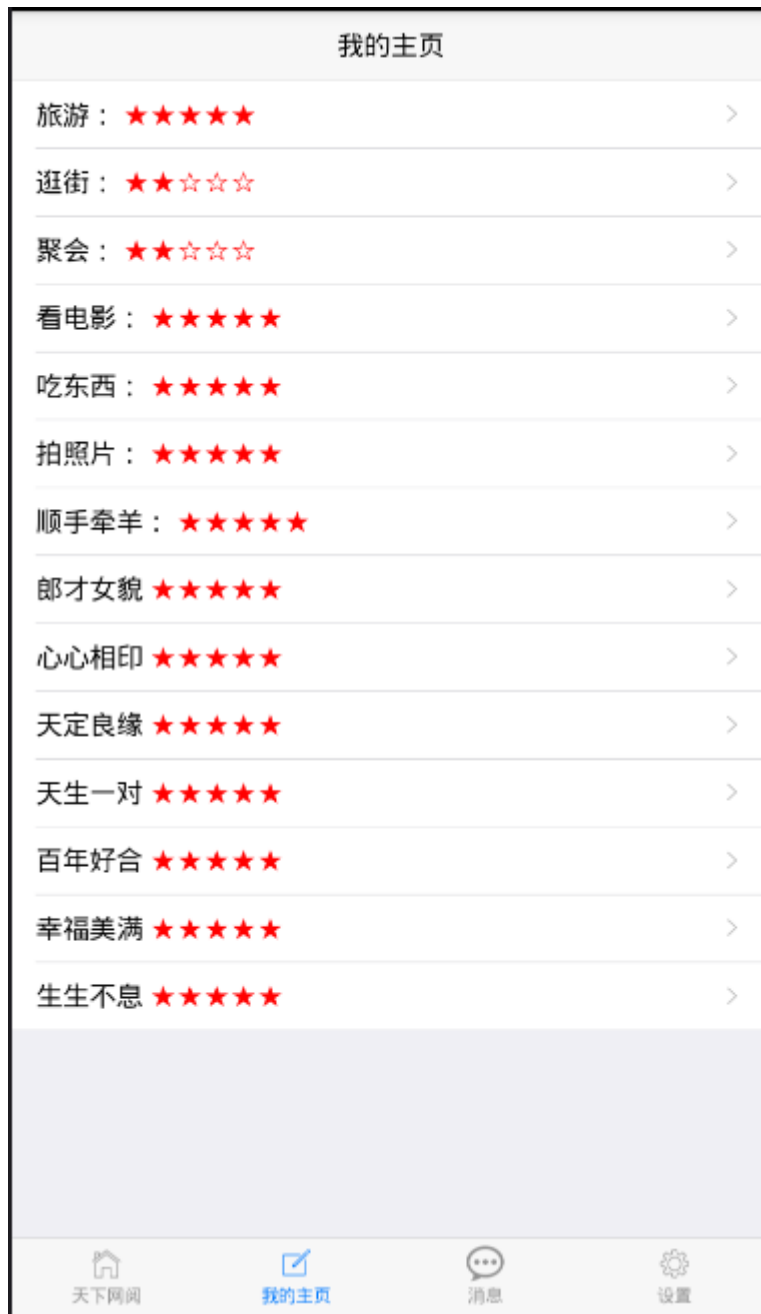 我的主页
旅游：★★★★★
逛街：★★☆☆☆
聚会：★★☆☆☆
看电影：★★★★★
吃东西：★★★★★
拍照片：★★★★★
顺手牵羊：★★★★★
郎才女貌 ★★★★★
心心相印 ★★★★★
天定良缘 ★★★★★
天生一对 ★★★★★
百年好合 ★★★★★
幸福美满 ★★★★★
生生不息 ★★★★★
天下网阅 我的主页 消息 设置